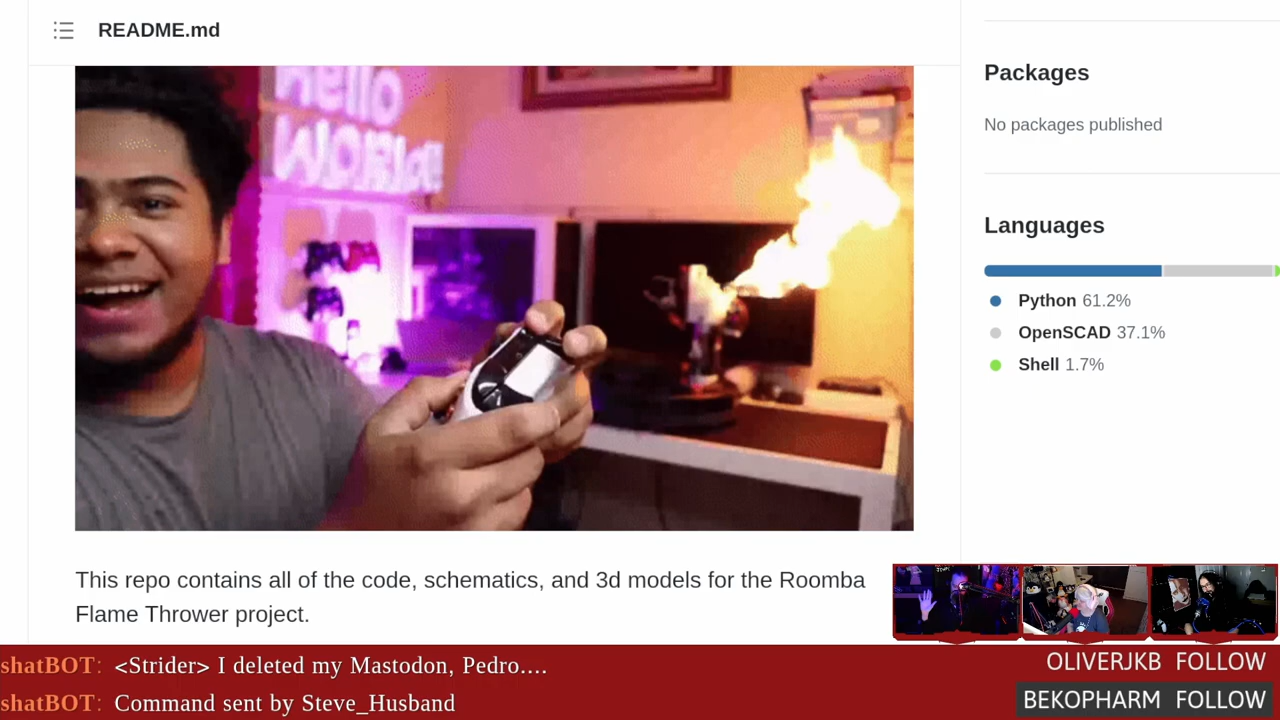 README.md
Hello
WORLD!
This repo contains all of the code, schematics, and 3d models for the Roomba
Flame Thrower project.
Packages
No packages published
Languages
Python 61.2%
OpenSCAD 37.1%
Shell 1.7%
shatBOT: <Strider> I deleted my Mastodon, Pedro....
shatBOT: Command sent by Steve_Husband
OLIVERJKB FOLLOW
BEKOPHARM FOLLOW